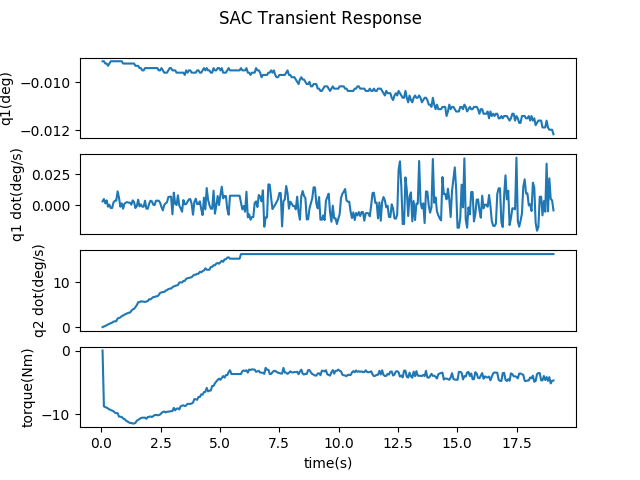 SAC Transient Response
q1(deg)
−0.010
−0.012
q1 dot(deg/s)
0.025
0.000
q2 dot(deg/s)
10
0
torque(Nm)
0
−10
0.0 2.5 5.0 7.5 10.0 12.5 15.0 17.5
time(s)